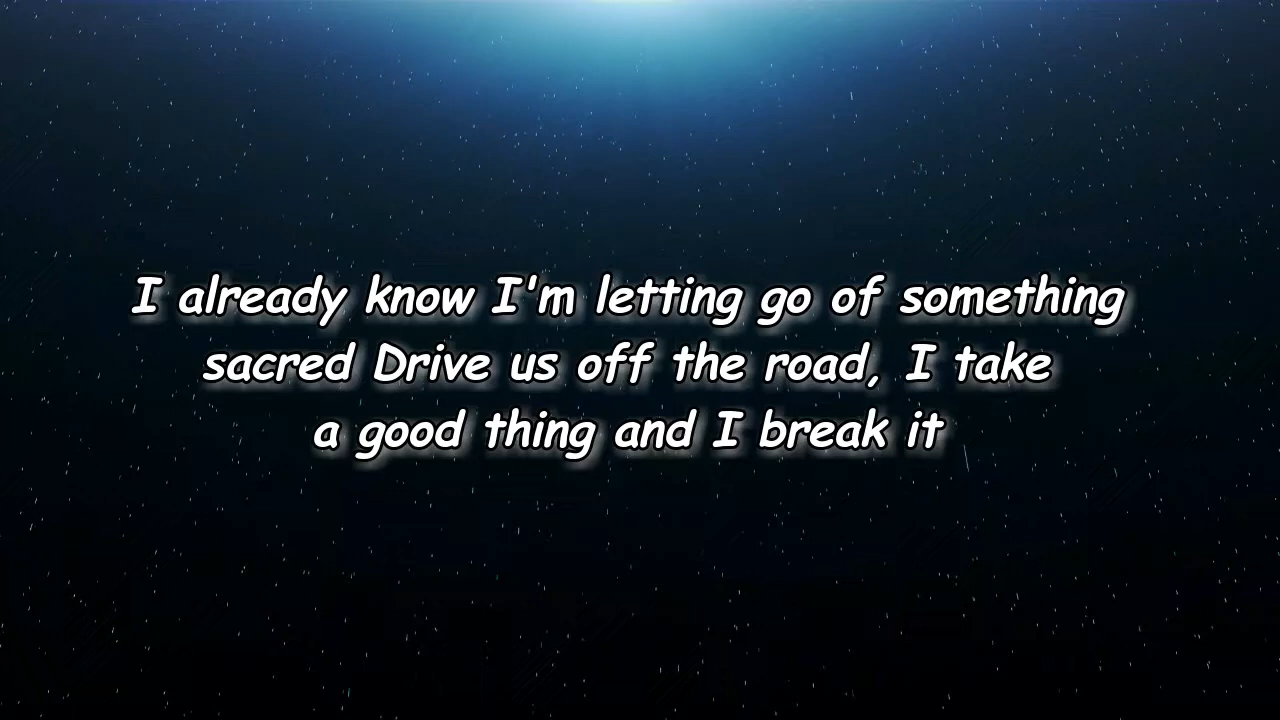 I already know I'm letting go of something
sacred Drive us off the road, I take
a good thing and I break it